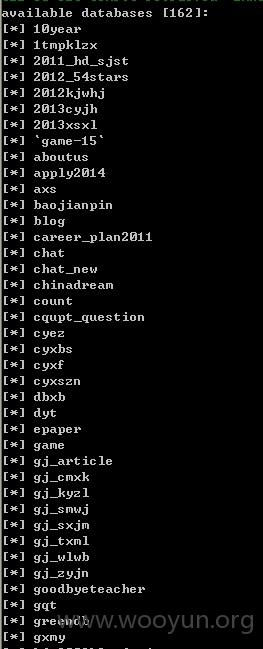 available databases [162]:
[*] 10year
[*] 1tmpklzx
[*] 2011_hd_sjst
[*] 2012_54stars
[*] 2012kjwhj
[*] 2013cyjh
[*] 2013xsxl
[*] `game-15`
[*] aboutus
[*] apply2014
[*] axs
[*] baojianpin
[*] blog
[*] career_plan2011
[*] chat
[*] chat_new
[*] chinadream
[*] count
[*] cqupt_question
[*] cyez
[*] cyxbs
[*] cyxf
[*] cyxszn
[*] dbxb
[*] dyt
[*] epaper
[*] game
[*] gj_article
[*] gj_cmxk
[*] gj_kyzl
[*] gj_smwj
[*] gj_sxjm
[*] gj_txml
[*] gj_wlwb
[*] gj_zyjn
[*] goodbyeteacher
[*] gqt
[*] greendb
[*] gxmy
www.wooyun.org